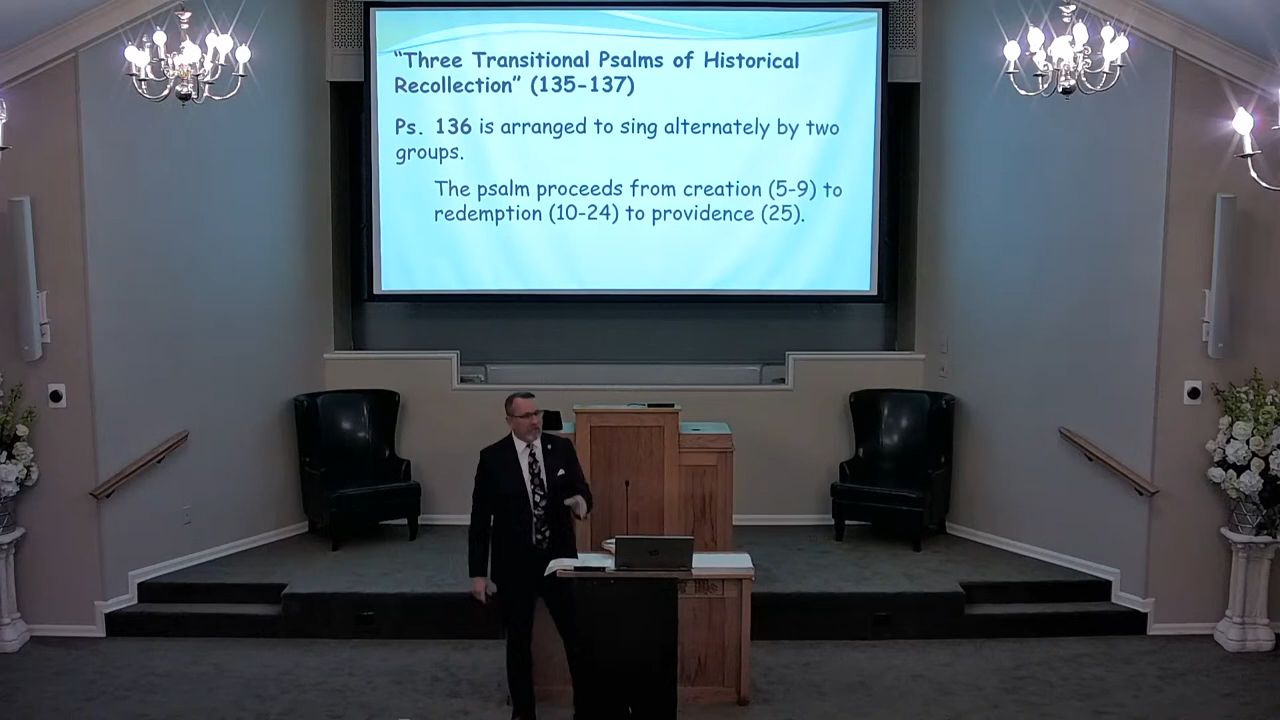 “Three Transitional Psalms of Historical
Recollection” (135-137)
Ps. 136 is arranged to sing alternately by two
groups.
The psalm proceeds from creation (5-9) to
redemption (10-24) to providence (25).